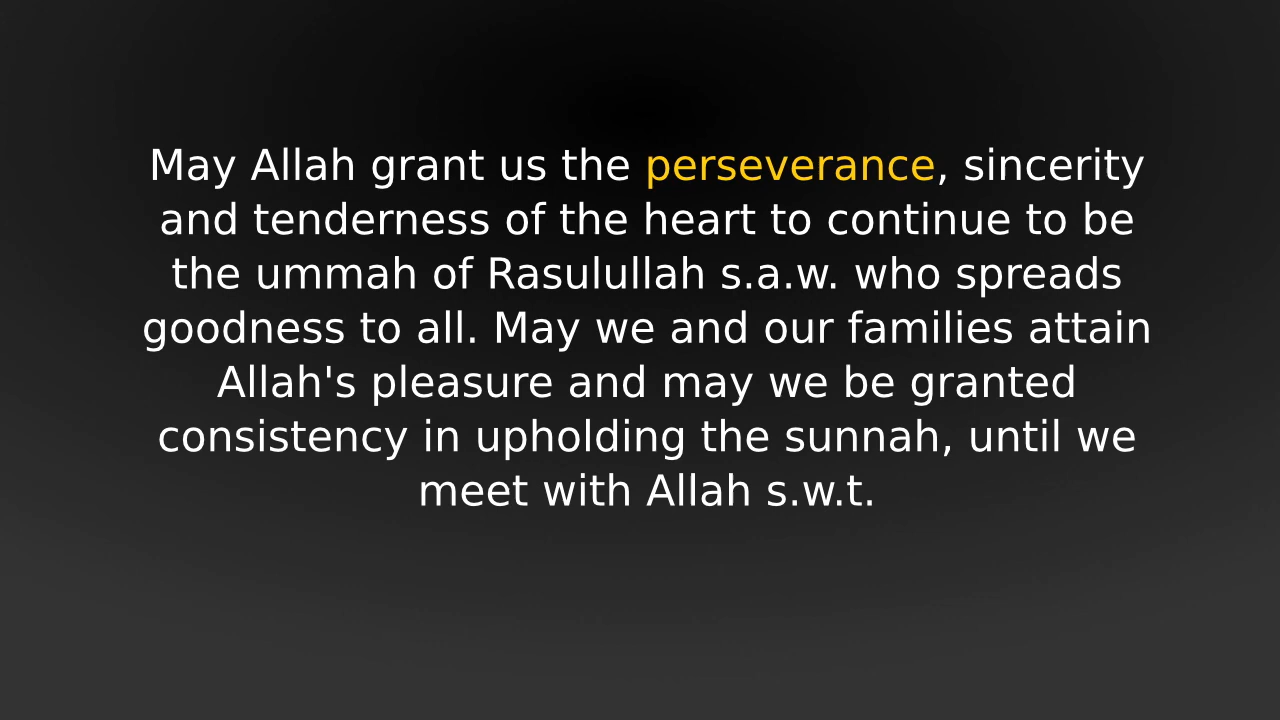 May Allah grant us the perseverance, sincerity
and tenderness of the heart to continue to be
the ummah of Rasulullah s.a.w. who spreads
goodness to all. May we and our families attain
Allah's pleasure and may we be granted
consistency in upholding the sunnah, until we
meet with Allah s.w.t.